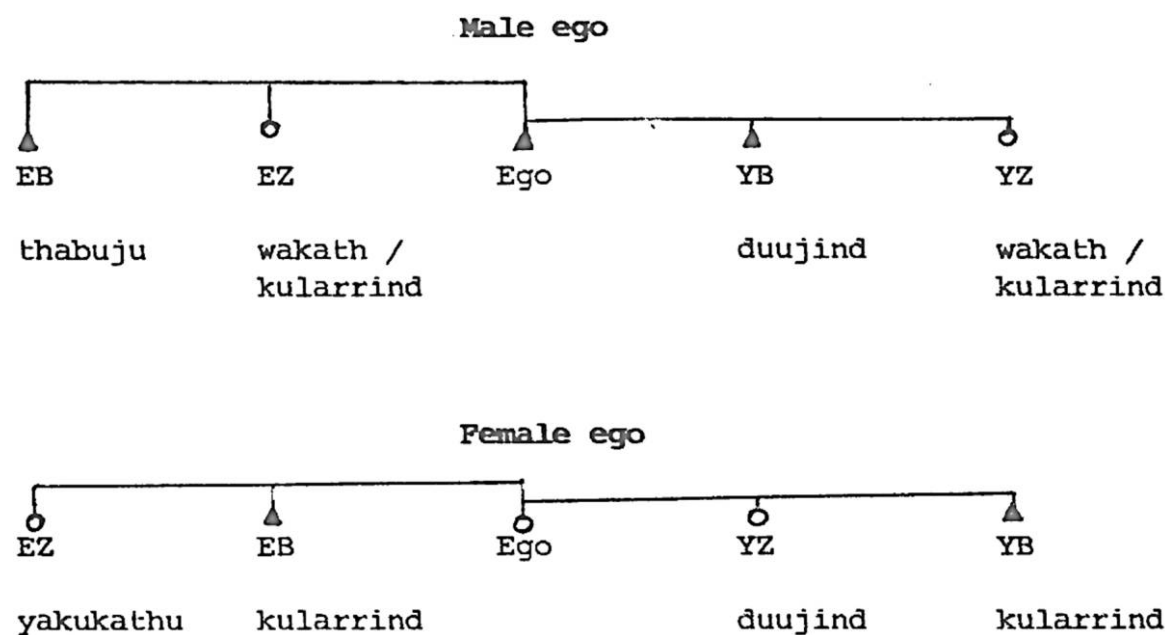 Male ego
EB EZ Ego YB YZ
thabuju wakath / duujind wakath /
kularrind kularrind
Female ego
EZ EB Ego YZ YB
yakukathu kularrind duujind kularrind